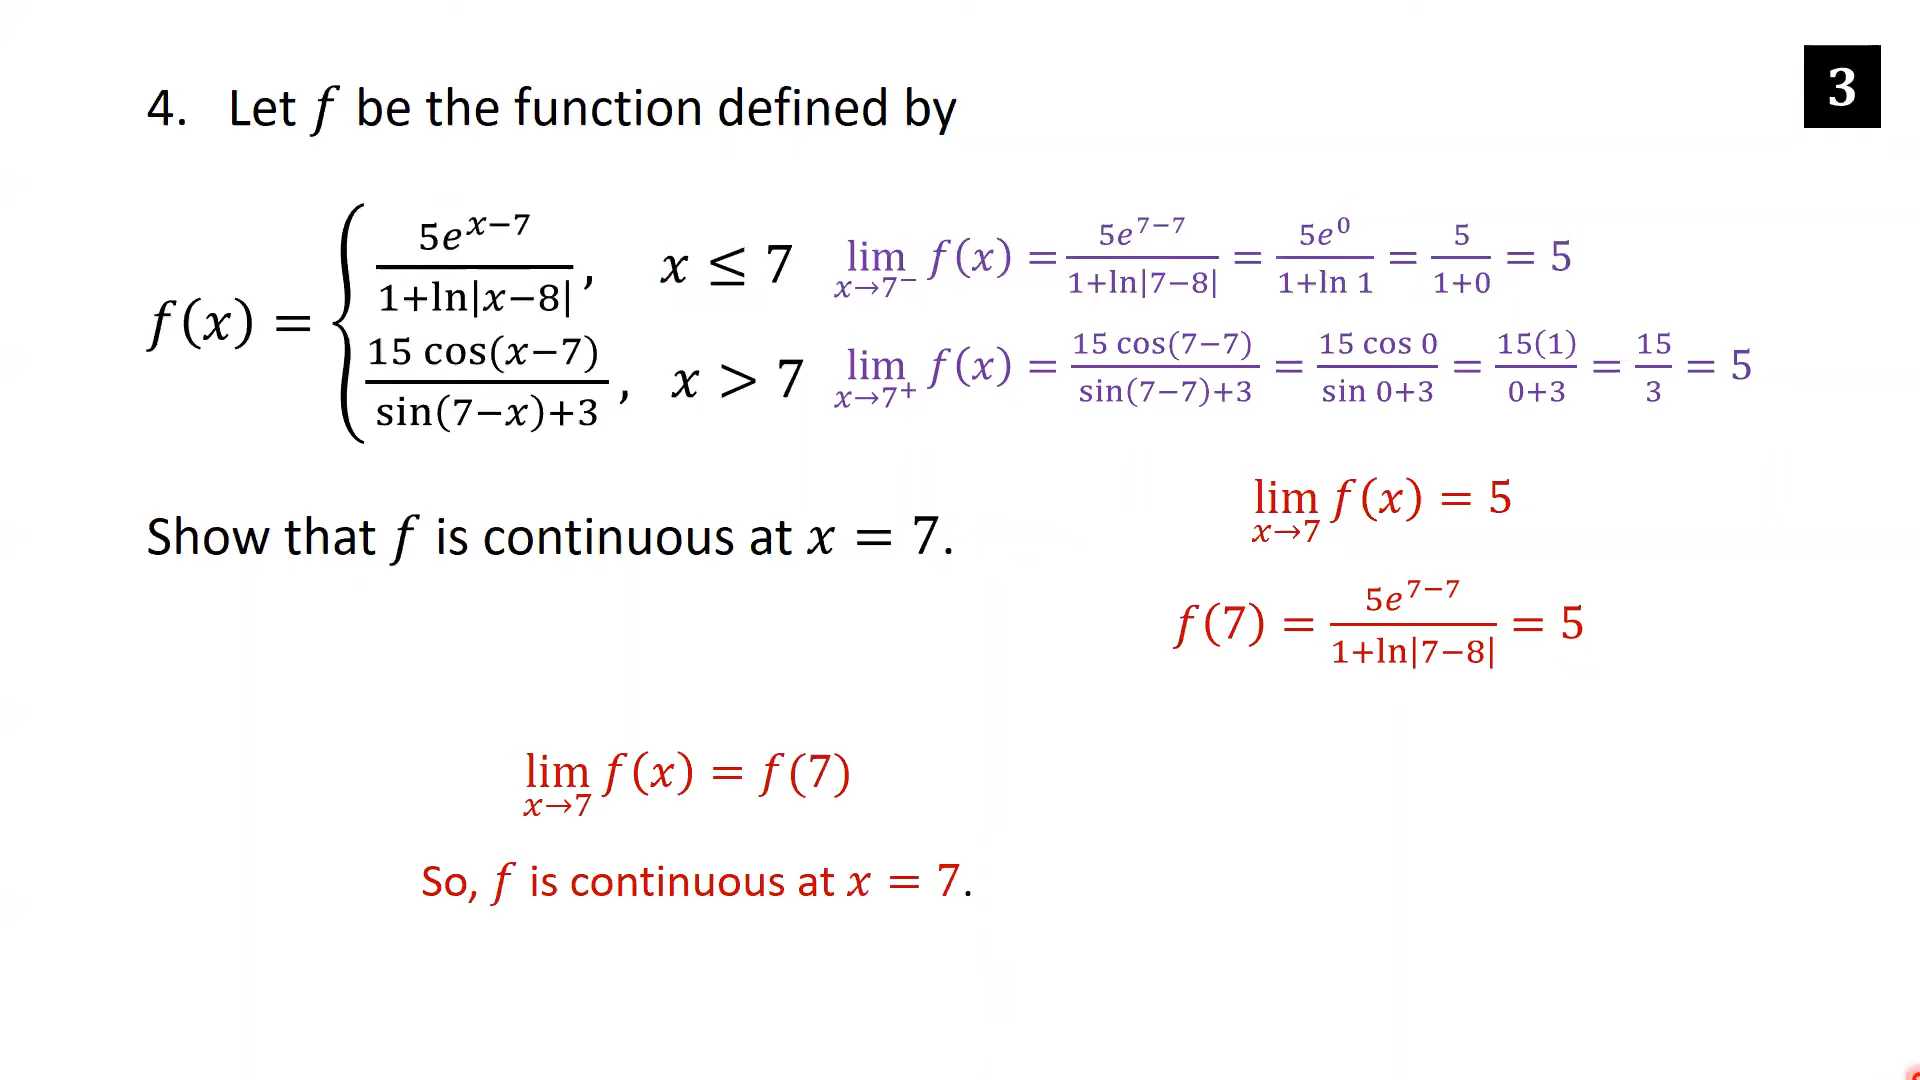 3
4. Let f be the function defined by
f(x) = { 5e^{x−7} / 1+ln|x−8| , x ≤ 7
15 cos(x−7) / sin(7−x)+3 , x > 7
lim_{x→7⁻} f(x) = 5e^{7−7} / 1+ln|7−8| = 5e^0 / 1+ln 1 = 5 / 1+0 = 5
lim_{x→7⁺} f(x) = 15 cos(7−7) / sin(7−7)+3 = 15 cos 0 / sin 0+3 = 15(1) / 0+3 = 15 / 3 = 5
Show that f is continuous at x = 7.
lim_{x→7} f(x) = 5
f(7) = 5e^{7−7} / 1+ln|7−8| = 5
lim_{x→7} f(x) = f(7)
So, f is continuous at x = 7.